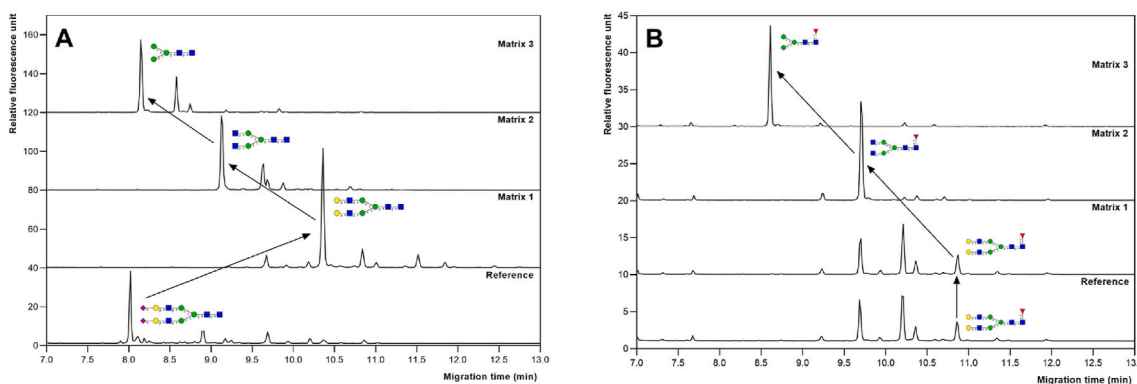 A
Relative fluorescence unit
160
140
120
100
80
60
40
20
0
Matrix 3
Matrix 2
Matrix 1
Reference
7.0 7.5 8.0 8.5 9.0 9.5 10.0 10.5 11.0 11.5 12.0 12.5 13.0
Migration time (min)
B
Relative fluorescence unit
45
40
35
30
25
20
15
10
5
0
Matrix 3
Matrix 2
Matrix 1
Reference
7.0 7.5 8.0 8.5 9.0 9.5 10.0 10.5 11.0 11.5 12.0 12.5 13
Migration time (min)